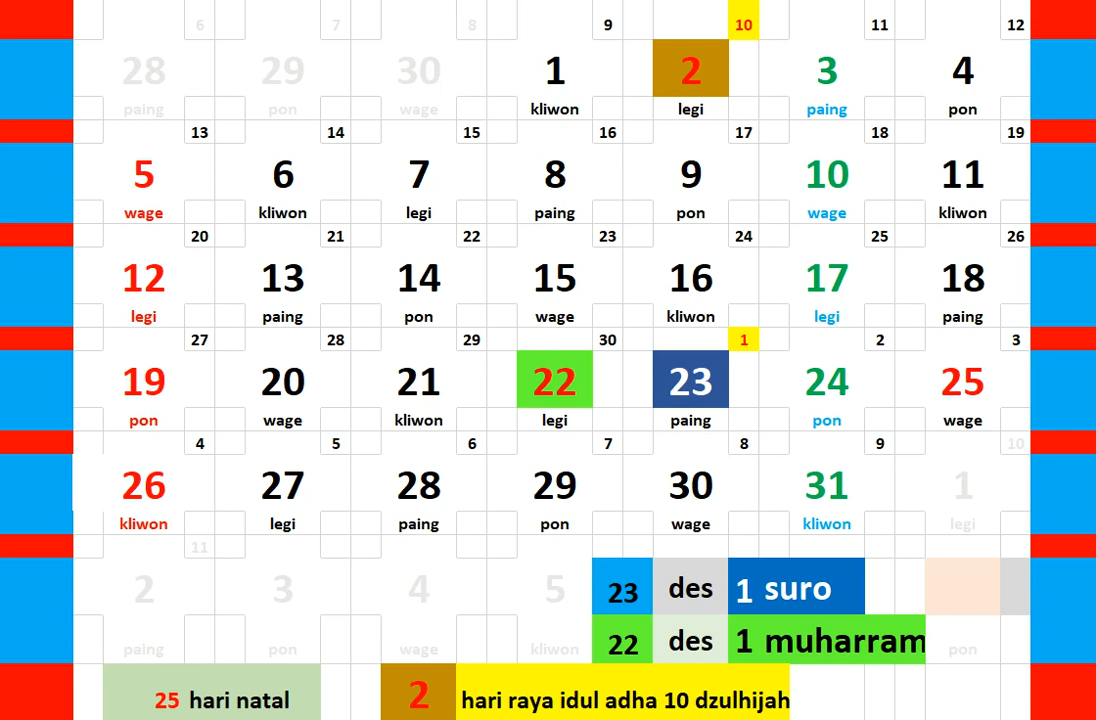 6 7 8 9 10 11 12
28 29 30 1 2 3 4
paing pon wage kliwon legi paing pon
13 14 15 16 17 18 19
5 6 7 8 9 10 11
wage kliwon legi paing pon wage kliwon
20 21 22 23 24 25 26
12 13 14 15 16 17 18
legi paing pon wage kliwon legi paing
27 28 29 30 1 2 3
19 20 21 22 23 24 25
pon wage kliwon legi paing pon wage
4 5 6 7 8 9 10
26 27 28 29 30 31 1
kliwon legi paing pon wage kliwon legi
11
2 3 4 5 23 des 1 suro
paing pon wage kliwon 22 des 1 muharram pon
25 hari natal 2 hari raya idul adha 10 dzulhijah